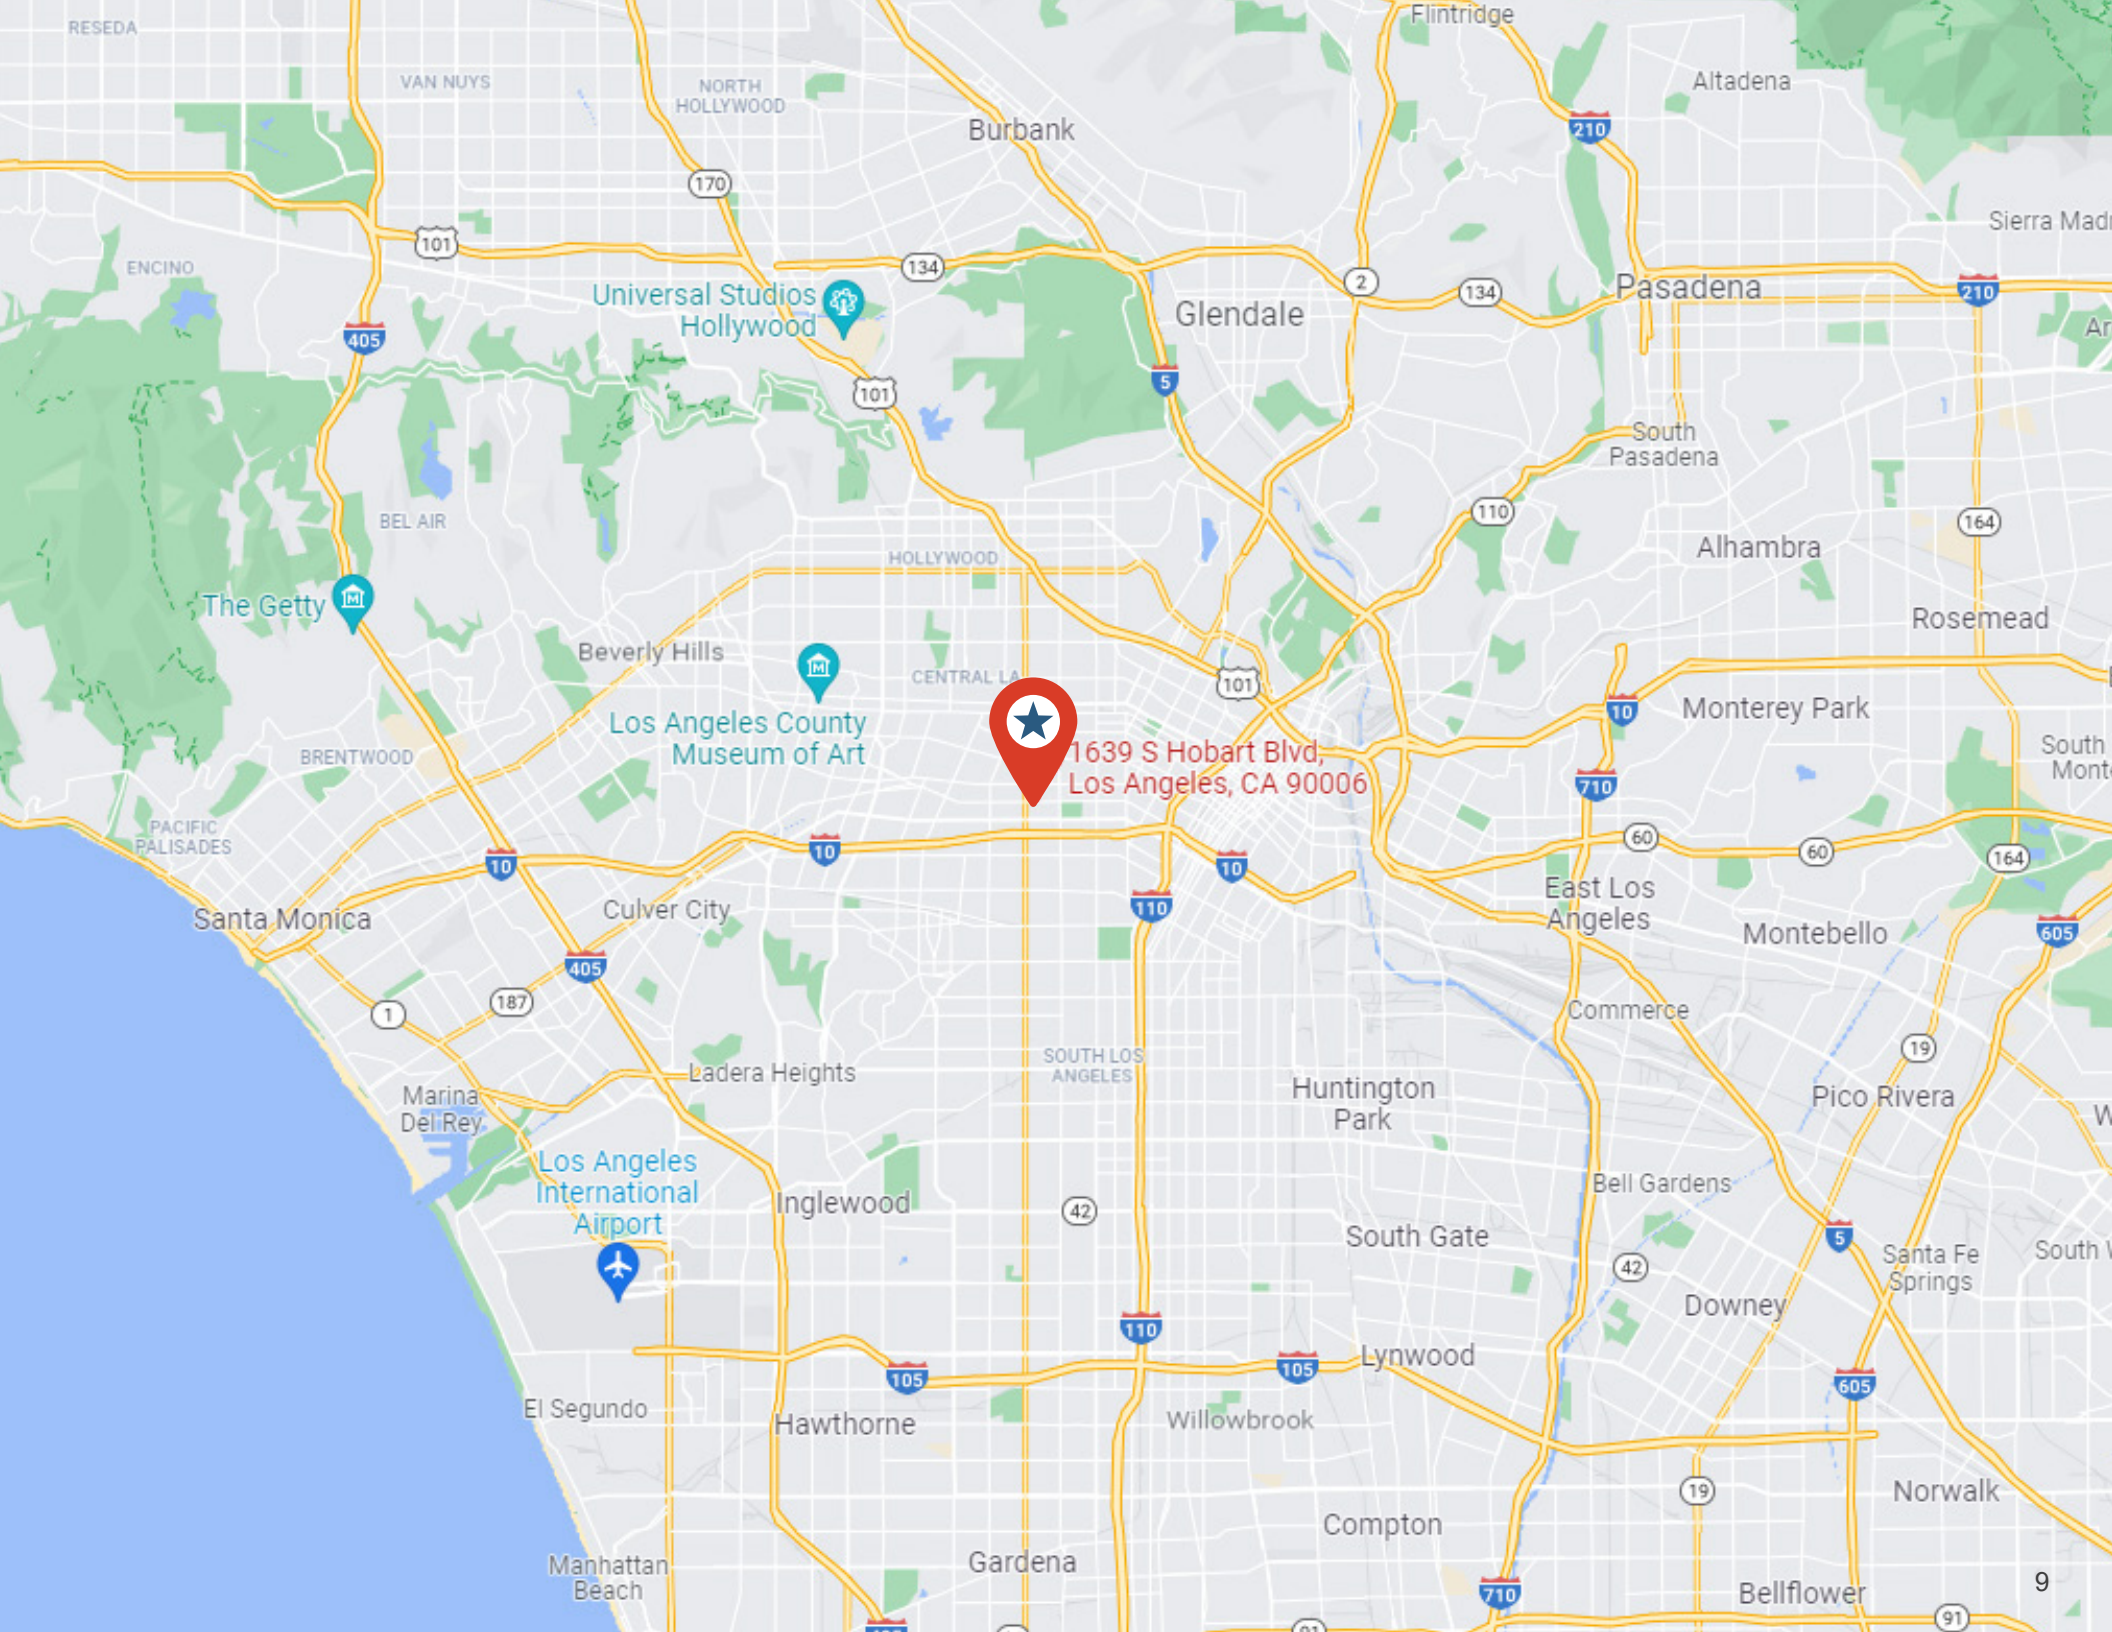 Flintridge
RESEDA
VAN NUYS
NORTH
HOLLYWOOD
Altadena
Burbank
210
170
Sierra Madr
101
ENCINO
134
2
134
Pasadena
210
Universal Studios
Hollywood
Glendale
405
5
101
South
Pasadena
110
BEL AIR
164
Alhambra
HOLLYWOOD
The Getty
Rosemead
Beverly Hills
CENTRAL LA
101
10
Monterey Park
Los Angeles County
Museum of Art
1639 S Hobart Blvd,
Los Angeles, CA 90006
BRENTWOOD
South
Monte
710
PACIFIC
PALISADES
10
10
10
60
60
164
East Los
Angeles
Santa Monica
Culver City
110
Montebello
605
405
187
1
Commerce
19
SOUTH LOS
ANGELES
Ladera Heights
Huntington
Park
Marina
Del Rey
Pico Rivera
W
Los Angeles
International
Airport
Inglewood
42
Bell Gardens
South Gate
42
5
Santa Fe
Springs
South W
Downey
110
105
105
Lynwood
605
El Segundo
Hawthorne
Willowbrook
19
Norwalk
Compton
Gardena
Manhattan
Beach
710
Bellflower
9
91